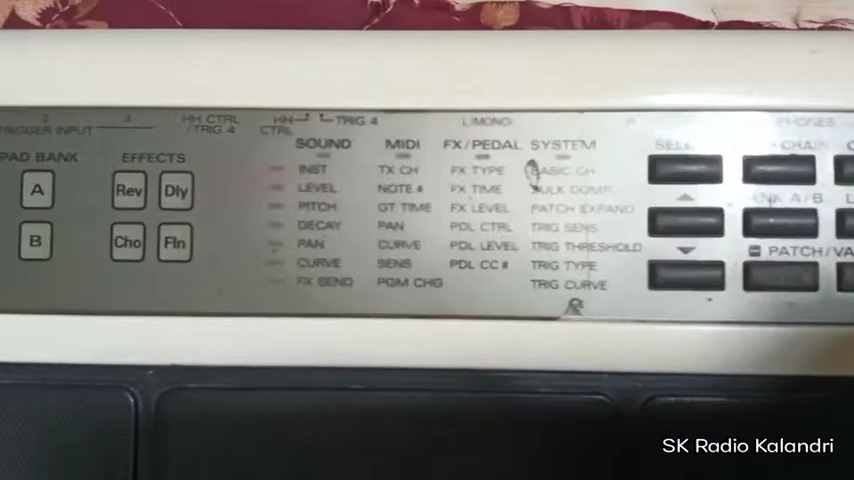 2 3 HH CTRL HH TRIG 4 L(MONO) R PHONES
TRIGGER INPUT /TRIG 4 CTRL
PAD BANK EFFECTS SOUND MIDI FX/PEDAL SYSTEM CHAIN
A Rev Dly INST TX CH FX TYPE BASIC CH
LEVEL NOTE # FX TIME BULK DUMP
PITCH GT TIME FX LEVEL PATCH EXPAND
B Cho Fln DECAY PAN PDL CTRL TRIG SENS
PAN CURVE PDL LEVEL TRIG THRESHOLD PATCH/VA
CURVE SENS PDL CC # TRIG TYPE
FX SEND PGM CHG TRIG CURVE
SK Radio Kalandri